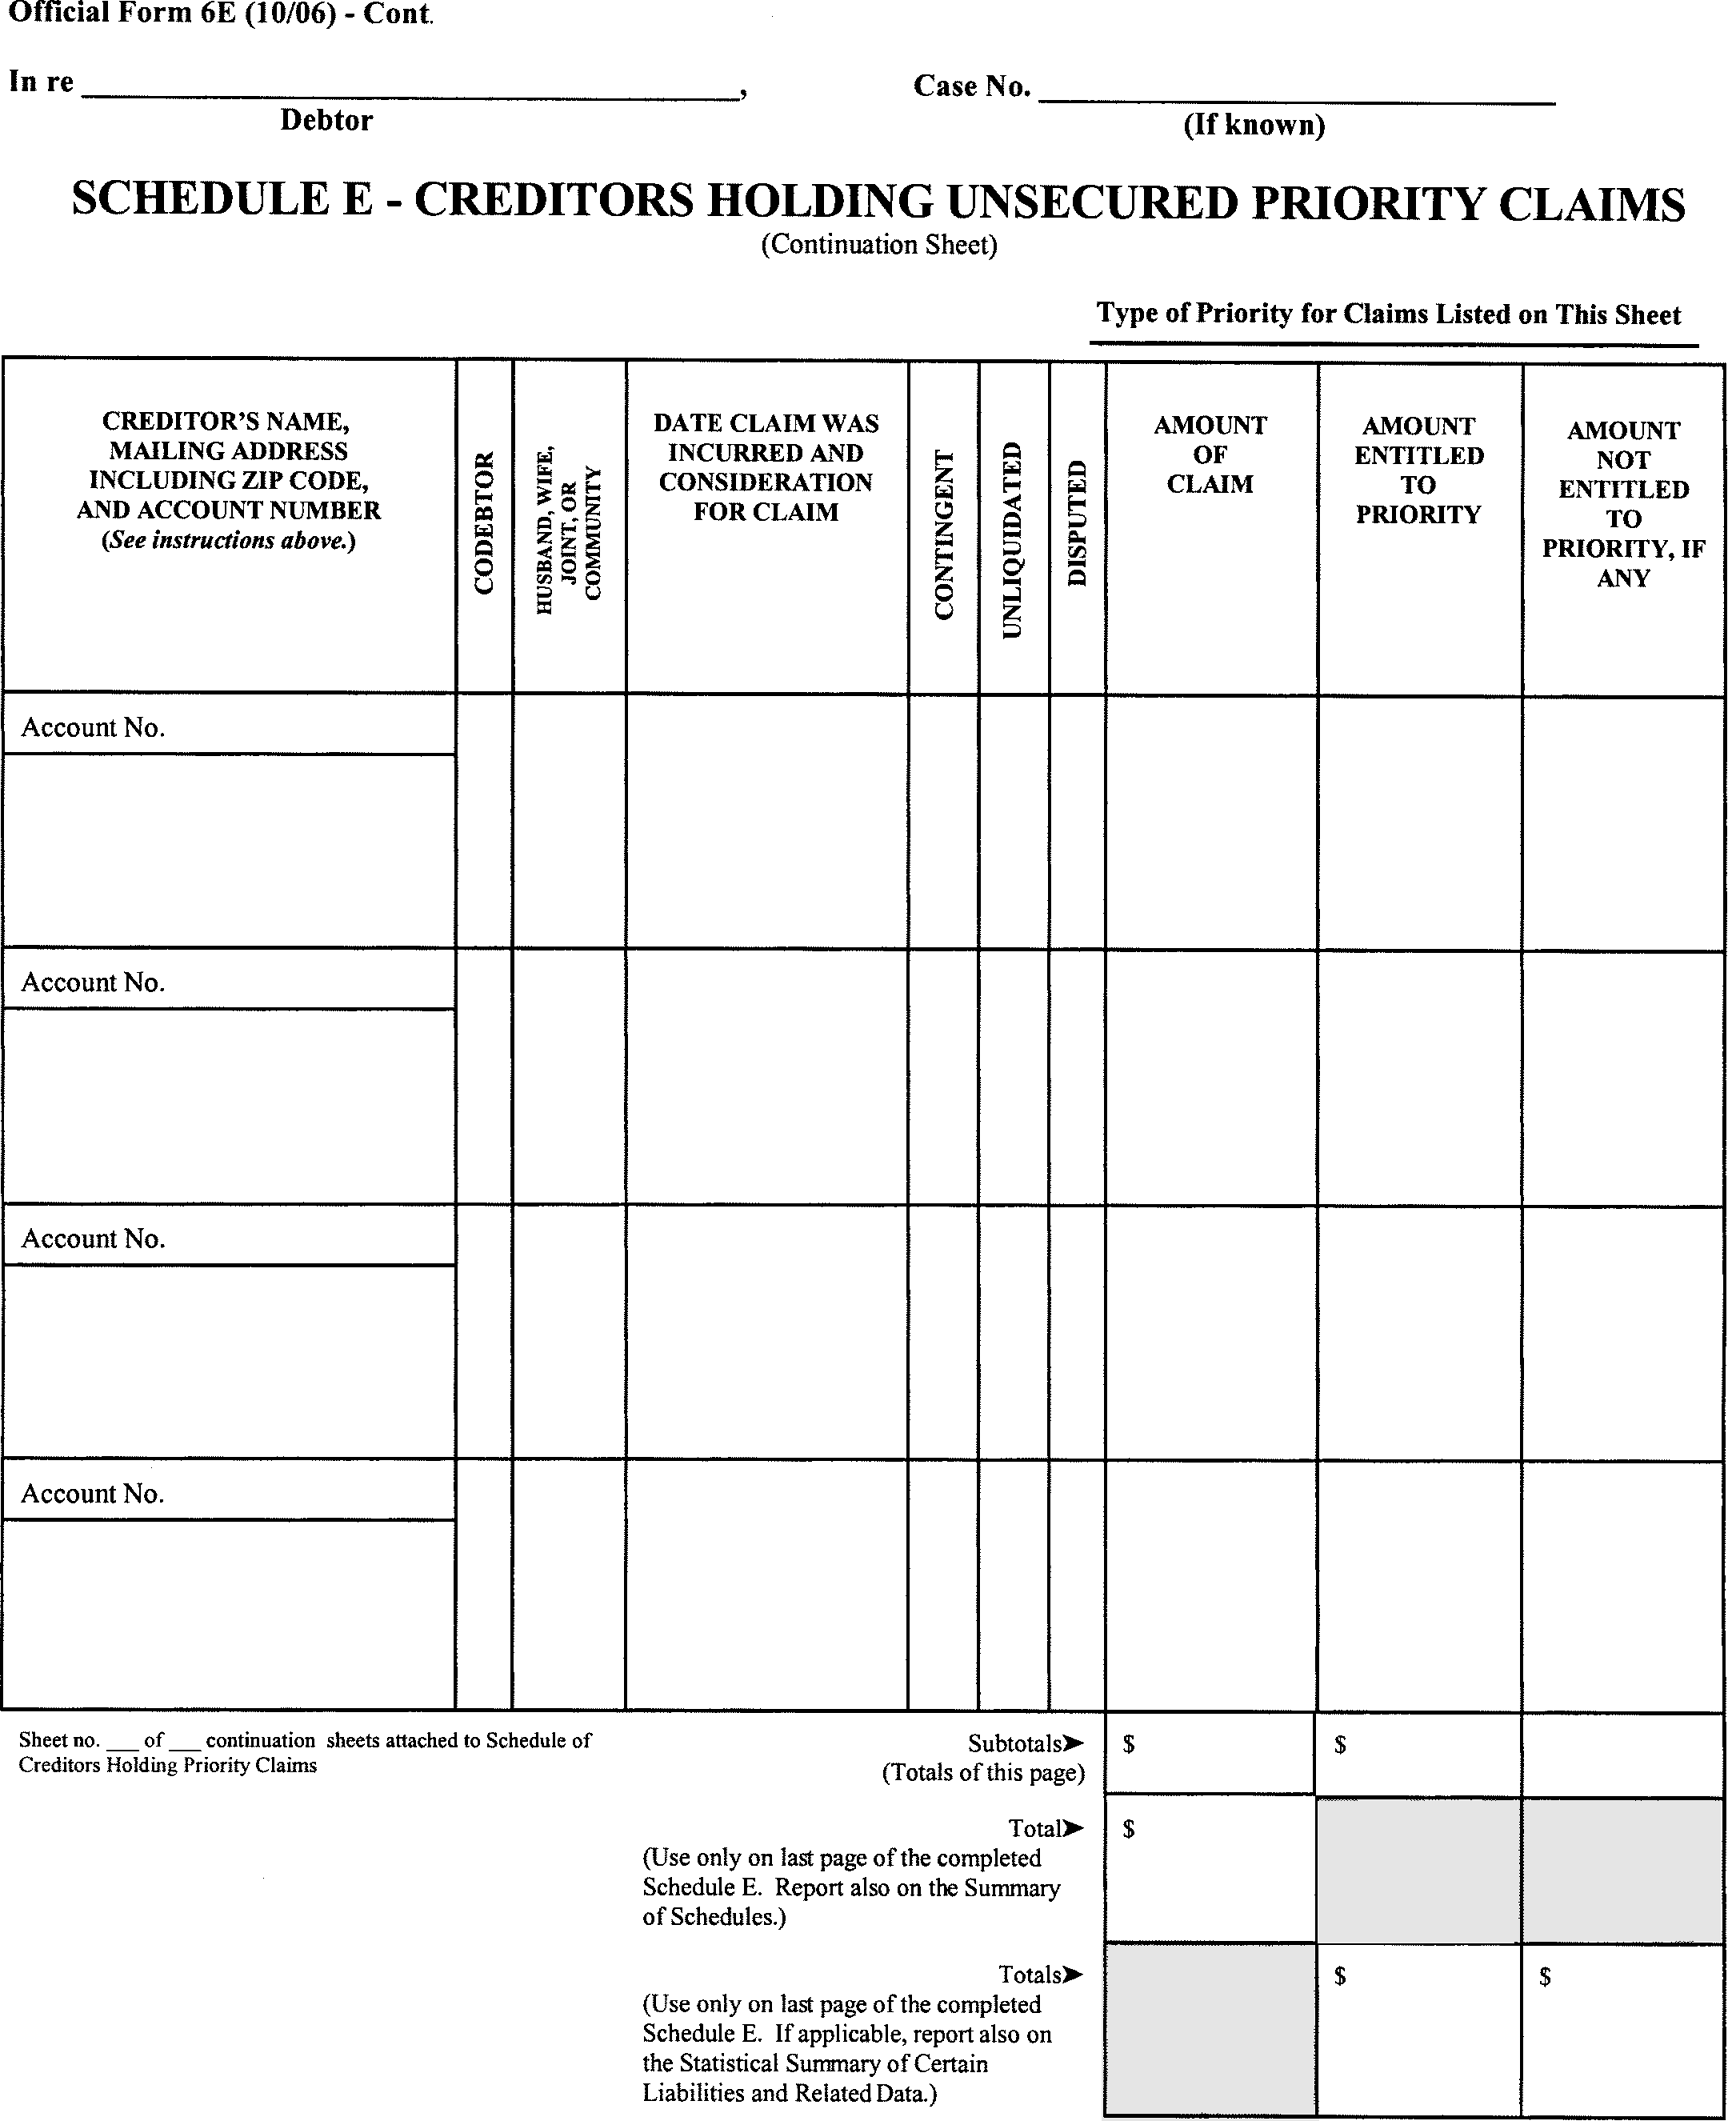 Official Form 6E (10/06) - Cont.
In re ______________________________, Case No. ______________________________
Debtor (If known)
SCHEDULE E - CREDITORS HOLDING UNSECURED PRIORITY CLAIMS
(Continuation Sheet)
Type of Priority for Claims Listed on This Sheet
CREDITOR'S NAME,
MAILING ADDRESS
INCLUDING ZIP CODE,
AND ACCOUNT NUMBER
(See instructions above.)
CODEBTOR
HUSBAND, WIFE,
JOINT, OR
COMMUNITY
DATE CLAIM WAS
INCURRED AND
CONSIDERATION
FOR CLAIM
CONTINGENT
UNLIQUIDATED
DISPUTED
AMOUNT
OF
CLAIM
AMOUNT
ENTITLED
TO
PRIORITY
AMOUNT
NOT
ENTITLED
TO
PRIORITY, IF
ANY
Account No.
Account No.
Account No.
Account No.
Sheet no. ___ of ___ continuation sheets attached to Schedule of
Creditors Holding Priority Claims
Subtotals➤ $ $
(Totals of this page)
Total➤ $
(Use only on last page of the completed
Schedule E. Report also on the Summary
of Schedules.)
Totals➤ $ $
(Use only on last page of the completed
Schedule E. If applicable, report also on
the Statistical Summary of Certain
Liabilities and Related Data.)